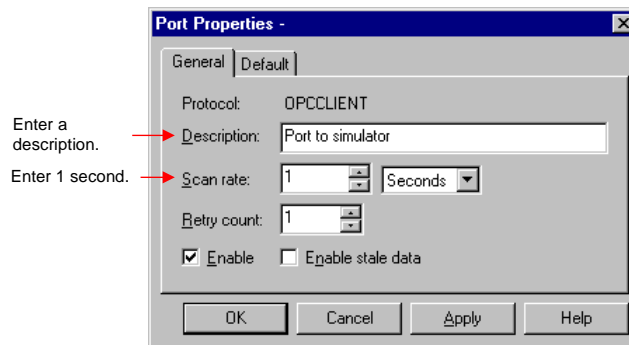 Port Properties -
General
Default
Protocol: OPCCLIENT
Enter a
description.
Description: Port to simulator
Enter 1 second.
Scan rate: 1 Seconds
Retry count: 1
Enable
Enable stale data
OK
Cancel
Apply
Help